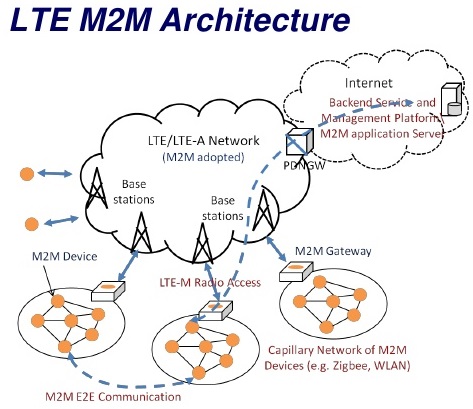 LTE M2M Architecture
Internet
Backend Service and
Management Platform,
M2M application Server
LTE/LTE-A Network
(M2M adopted)
PDNGW
Base
stations
Base
stations
M2M Device
M2M Gateway
LTE-M Radio Access
Capillary Network of M2M
Devices (e.g. Zigbee, WLAN)
M2M E2E Communication